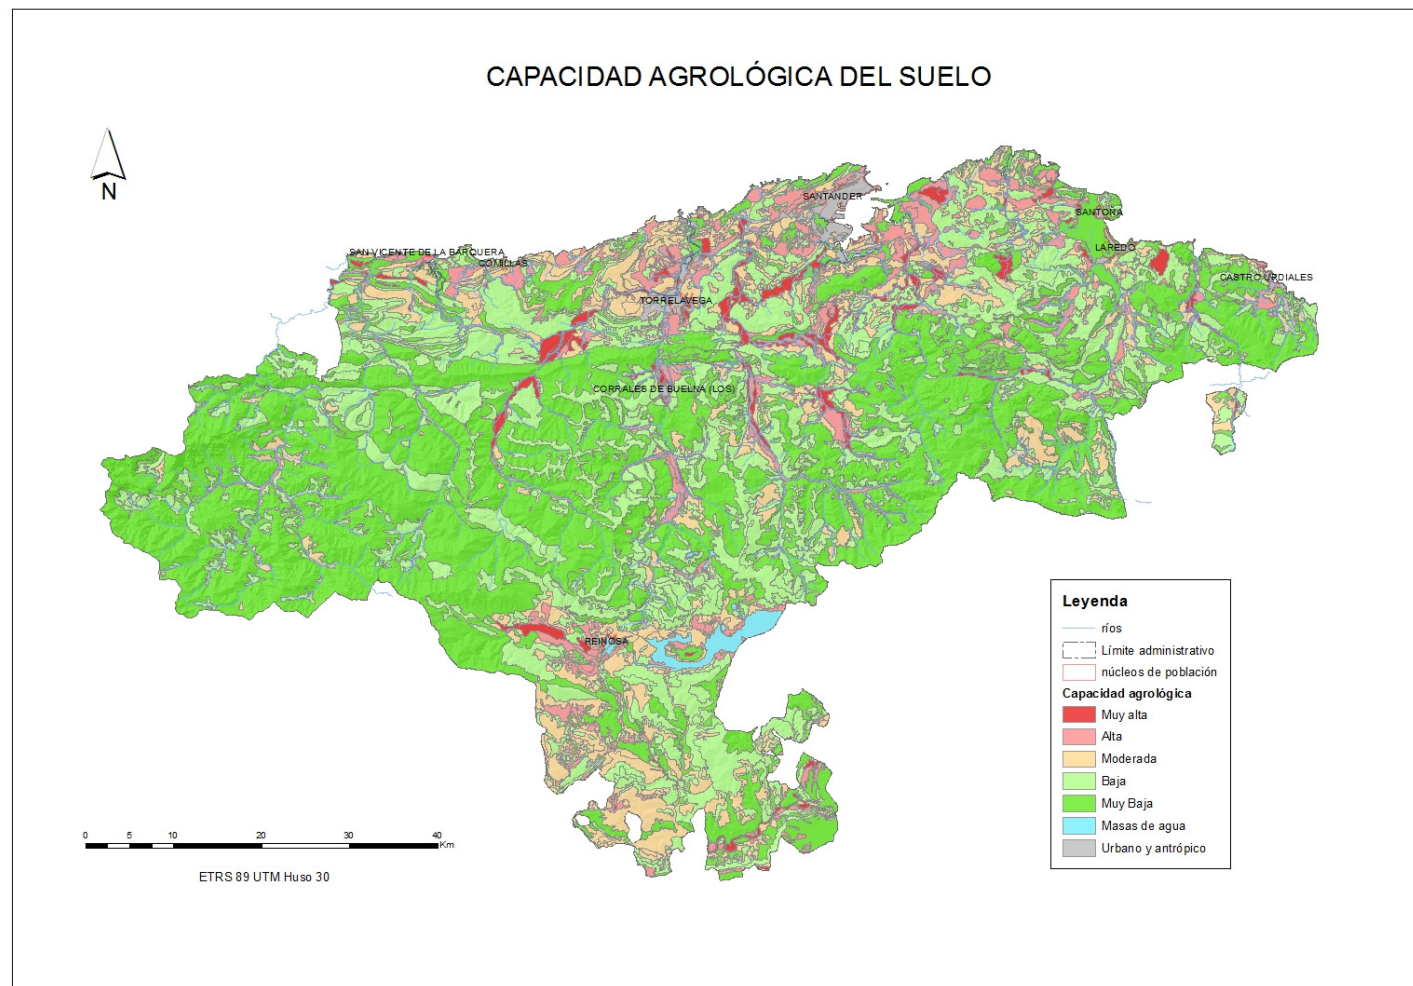 CAPACIDAD AGROLÓGICA DEL SUELO
N
SANTANDER
SANTOÑA
SAN VICENTE DE LA BARQUERA
COMILLAS
LAREDO
CASTRO URDIALES
TORRELAVEGA
CORRALES DE BUELNA (LOS)
REINOSA
Leyenda
ríos
Límite administrativo
núcleos de población
Capacidad agrológica
Muy alta
Alta
Moderada
Baja
Muy Baja
Masas de agua
Urbano y antrópico
0 5 10 20 30 40
Km
ETRS 89 UTM Huso 30